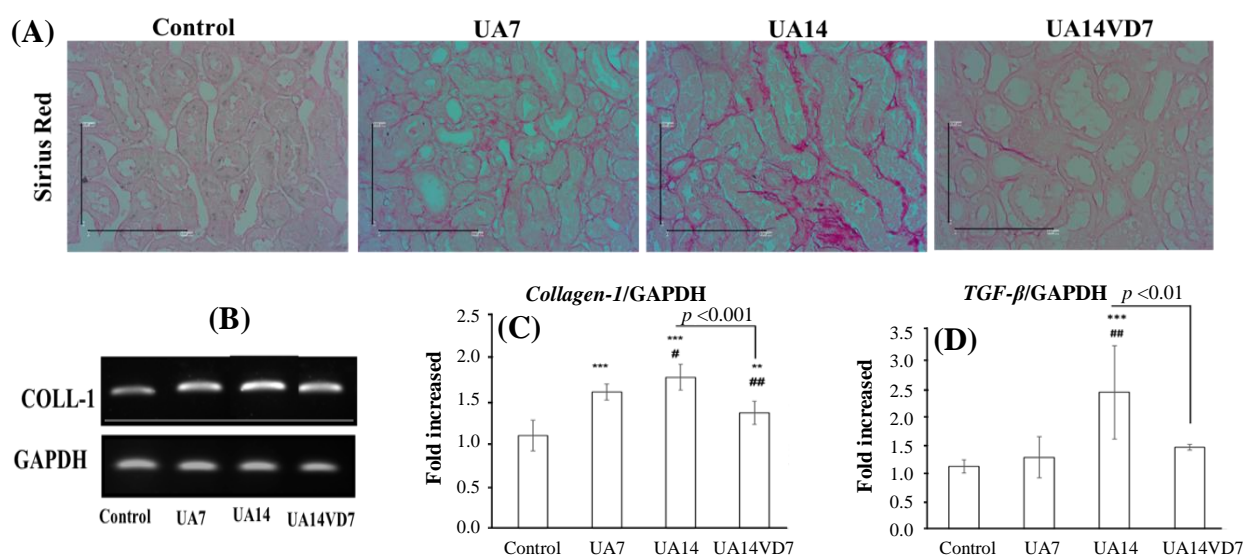 (A)
Control
UA7
UA14
UA14VD7
Sirius Red
(B)
COLL-1
GAPDH
Control
UA7
UA14
UA14VD7
Collagen-1/GAPDH
(C)
p <0.001
Fold increased
2.5
2.0
1.5
1.0
0.5
0.0
***
***
#
**
##
Control
UA7
UA14
UA14VD7
TGF-β/GAPDH
(D)
p <0.01
Fold increased
3.5
3.0
2.5
2.0
1.5
1.0
0.5
0.0
***
##
Control
UA7
UA14
UA14VD7